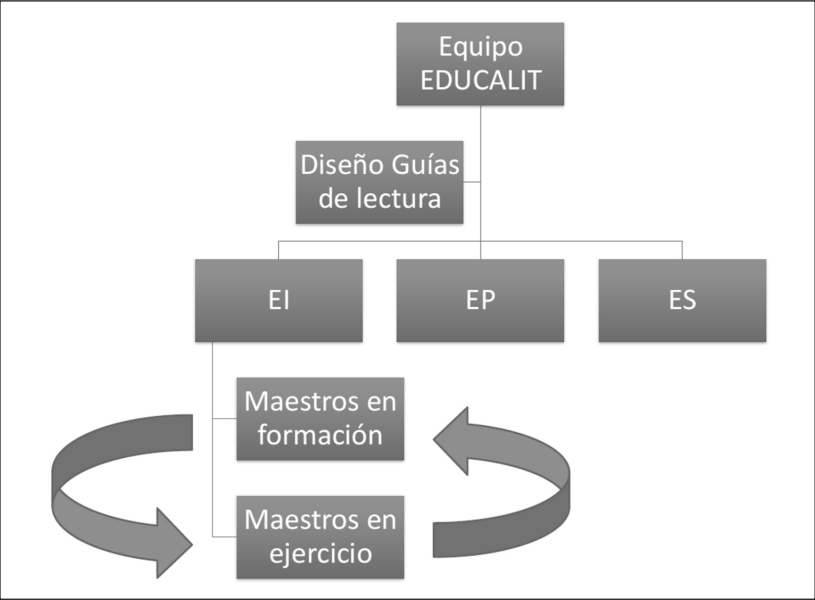 Equipo
EDUCALIT
Diseño Guías
de lectura
EI
EP
ES
Maestros en
formación
Maestros en
ejercicio